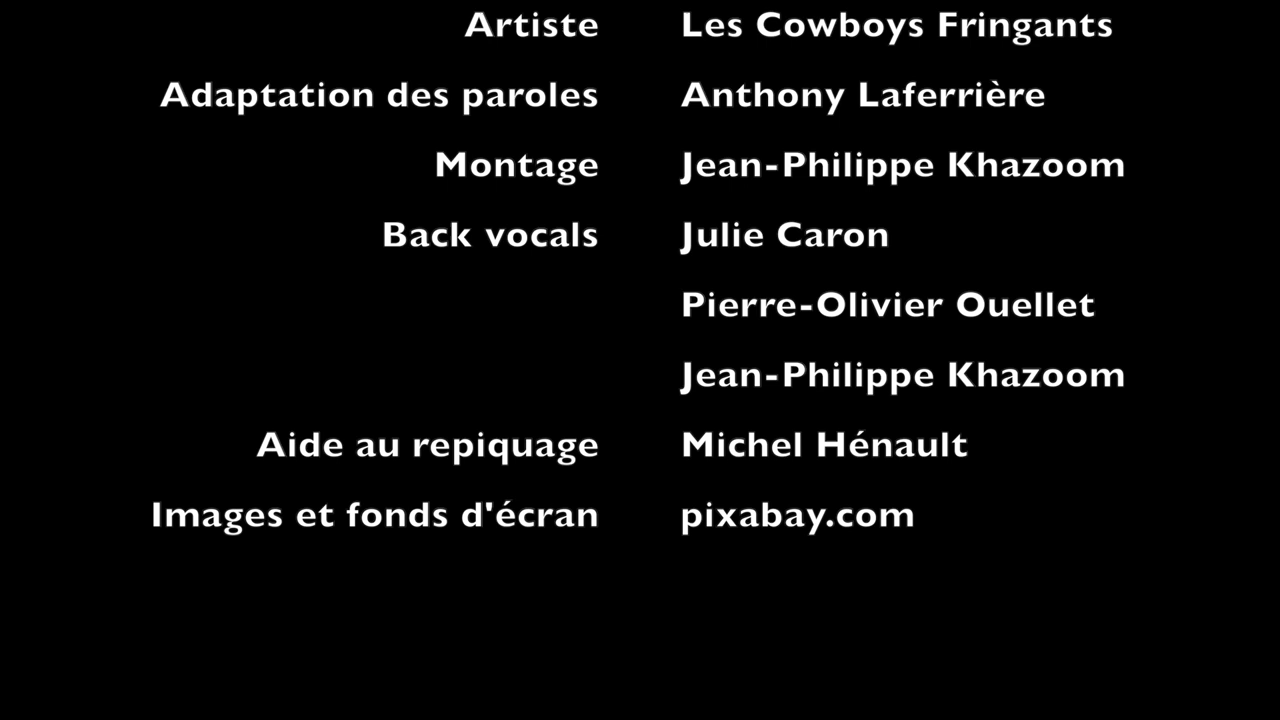 Artiste Les Cowboys Fringants
Adaptation des paroles Anthony Laferrière
Montage Jean-Philippe Khazoom
Back vocals Julie Caron
Pierre-Olivier Ouellet
Jean-Philippe Khazoom
Aide au repiquage Michel Hénault
Images et fonds d'écran pixabay.com